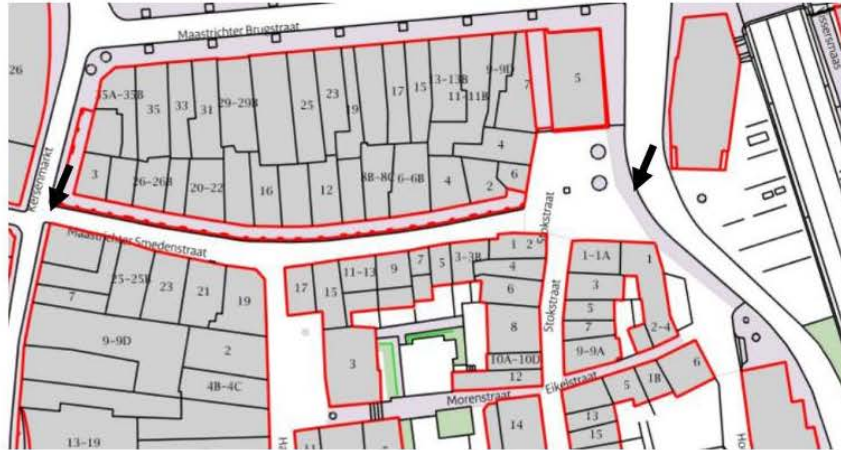 Maastrichter Brugstraat
26
35A-35B
35
33
31
29-29B
25
23
19
17
15
13-13B
11-11B
9-9D
7
5
3
26-26B
20-22
16
12
8B-8C
6-6B
4
2
6
4
Kersenmarkt
Maastrichter Smedenstraat
Stokstraat
25-25B
23
21
19
7
9-9D
2
4B-4C
13-19
17
15
11-13
9
7
5
3-3B
1
2
4
6
8
10A-10D
12
3
Stokstraat
1-1A
3
5
7
9-9A
1
2-4
Eikelstraat
Morenstraat
5
1B
6
14
13
15
11